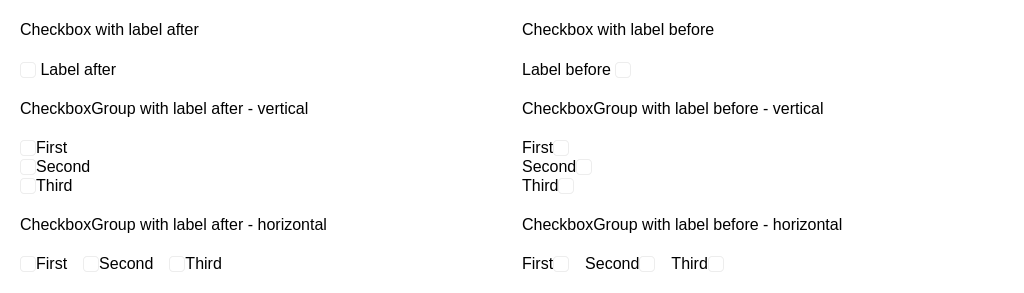 Checkbox with label after
Label after
CheckboxGroup with label after - vertical
First
Second
Third
CheckboxGroup with label after - horizontal
First Second Third
Checkbox with label before
Label before
CheckboxGroup with label before - vertical
First
Second
Third
CheckboxGroup with label before - horizontal
First Second Third